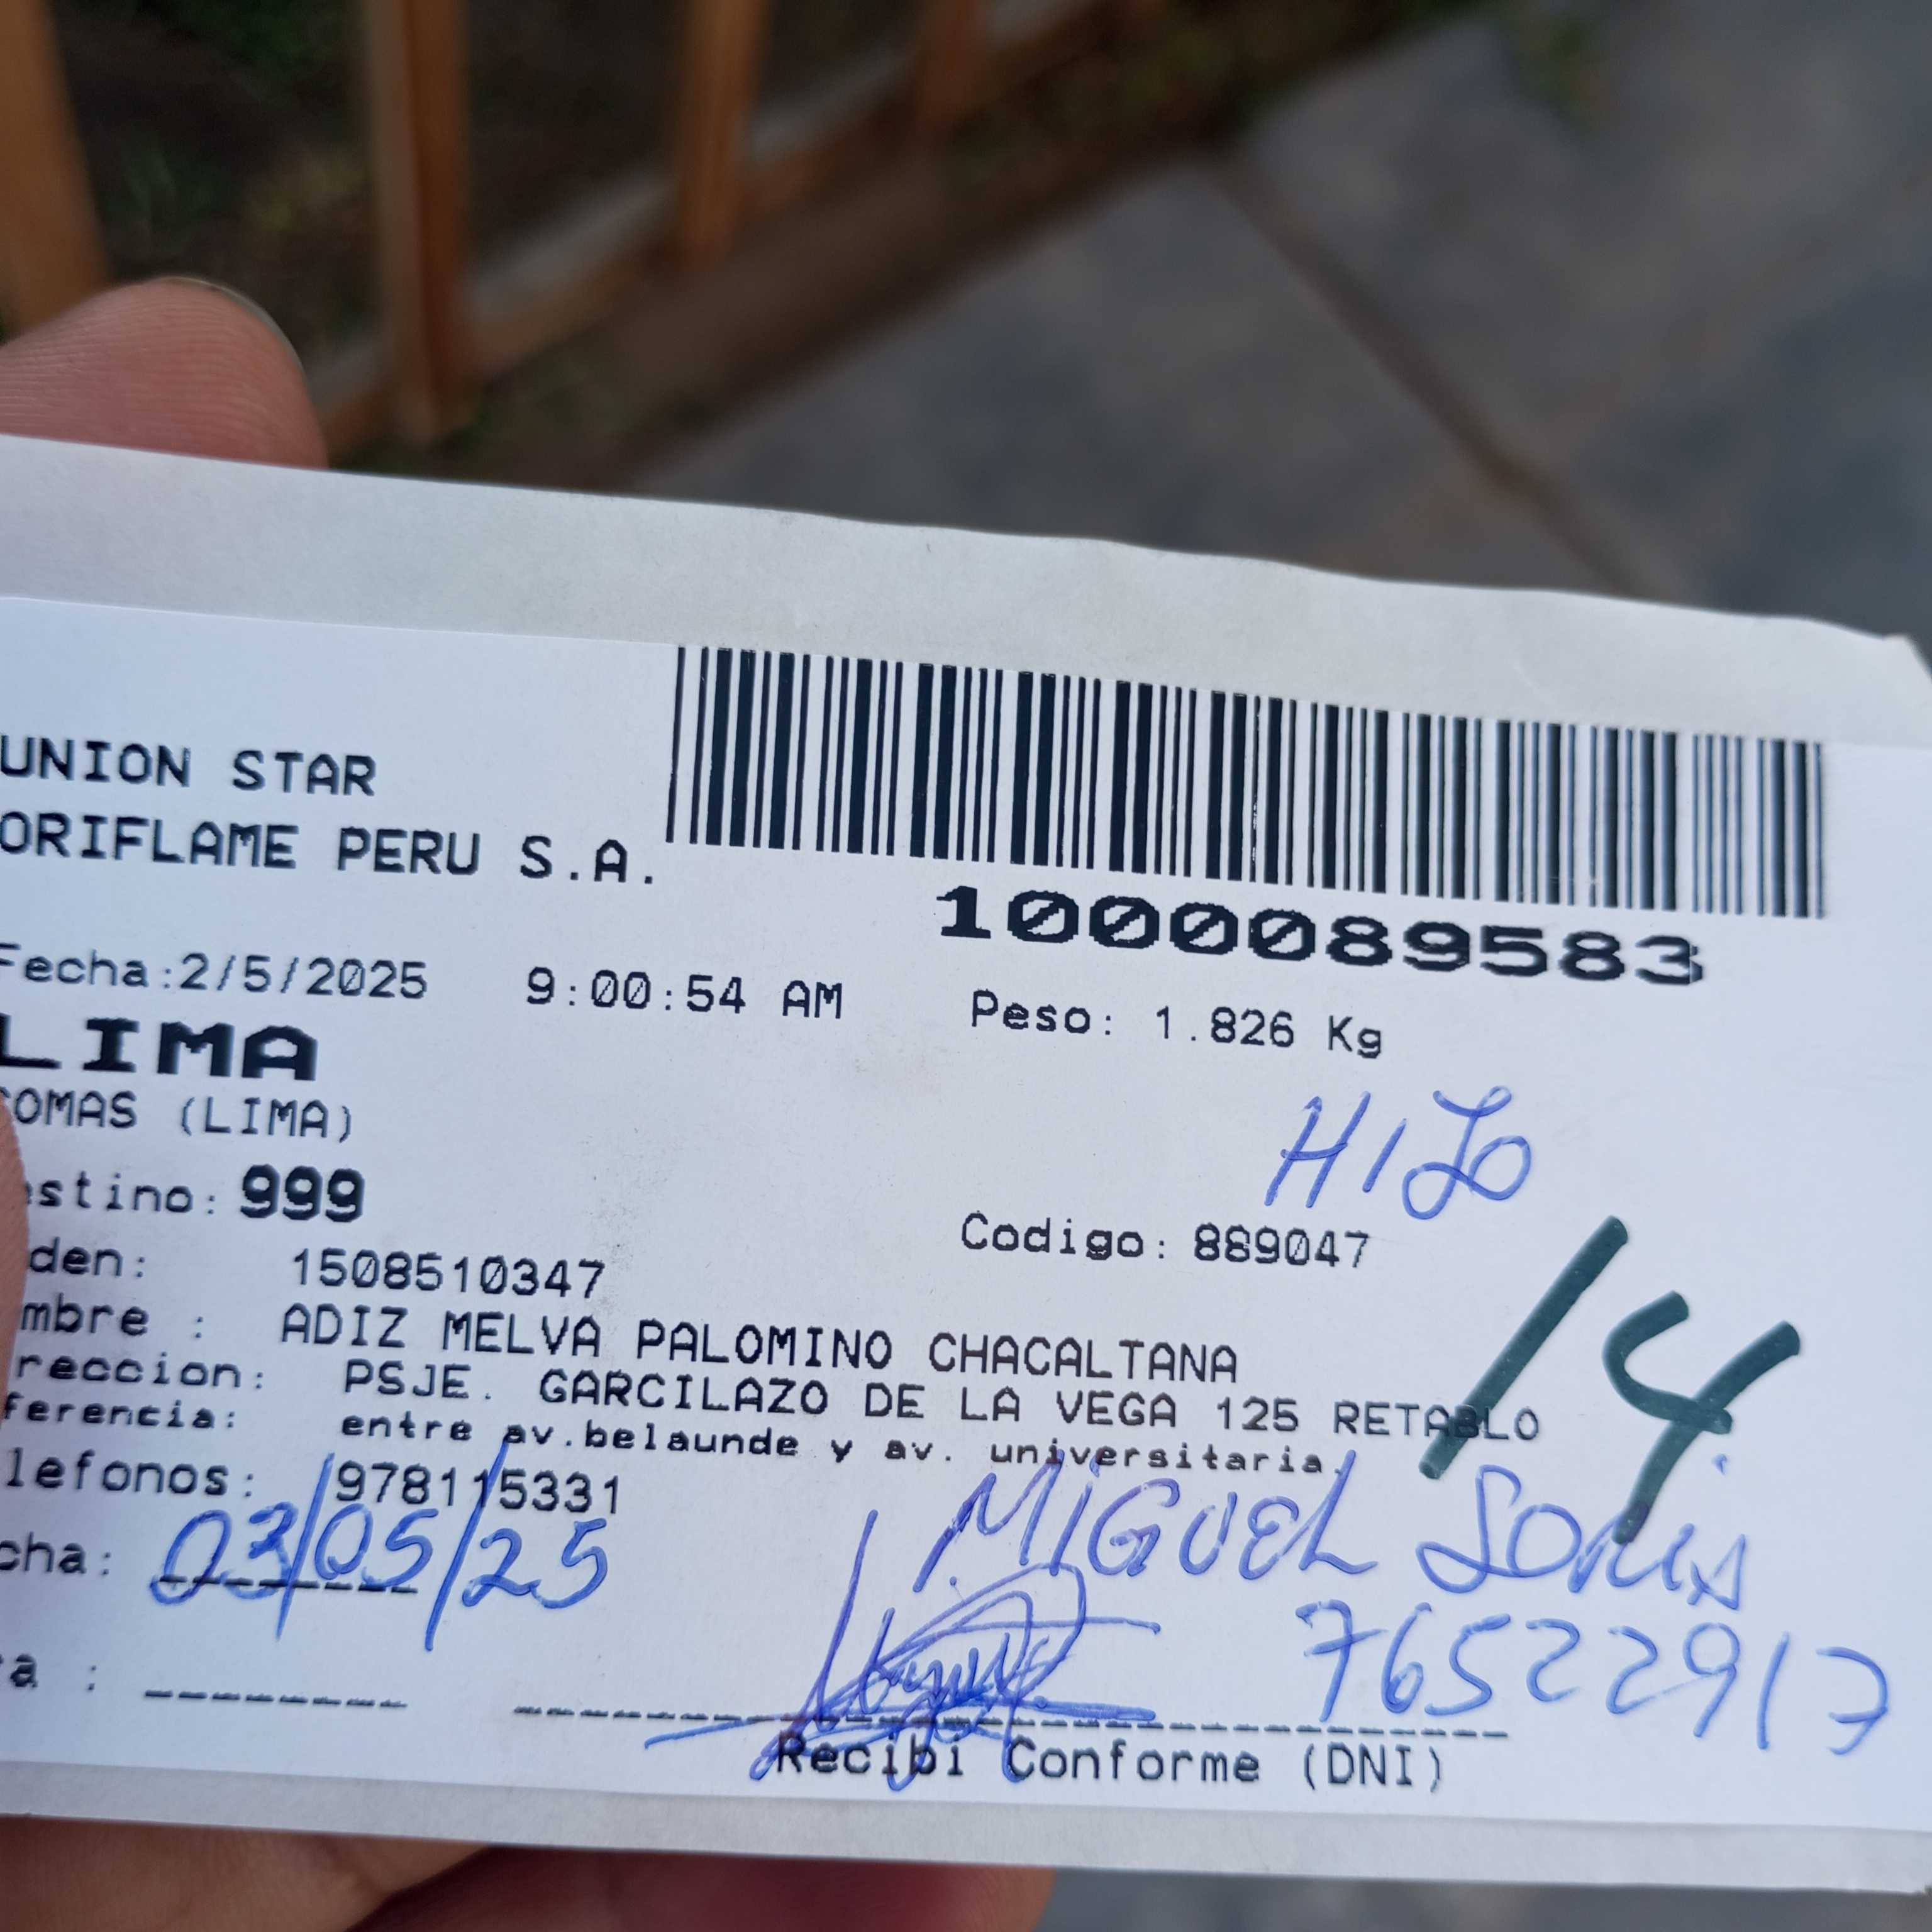 UNION STAR
ORIFLAME PERU S.A.
1000089583
Fecha:2/5/2025 9:00:54 AM Peso: 1.826 Kg
LIMA
COMAS (LIMA)
HIJO
estino: 999
Codigo: 889047
den: 1508510347
14
mbre : ADIZ MELVA PALOMINO CHACALTANA
reccion: PSJE. GARCILAZO DE LA VEGA 125 RETABLO
ferencia: entre av.belaunde y av. universitaria.
lefonos: 978115331
MiGUEL
cha: 03/05/25
76522917
a :
Recibi Conforme (DNI)